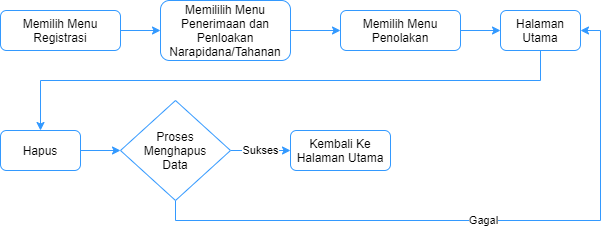 Memilih Menu
Registrasi
Memililih Menu
Penerimaan dan
Penloakan
Narapidana/Tahanan
Memilih Menu
Penolakan
Halaman
Utama
Hapus
Proses
Menghapus
Data
Sukses
Kembali Ke
Halaman Utama
Gagal